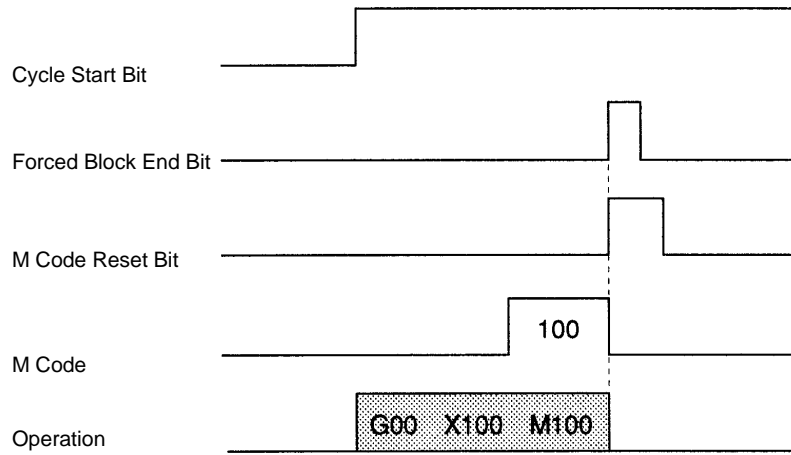 Cycle Start Bit
Forced Block End Bit
M Code Reset Bit
100
M Code
G00 X100 M100
Operation